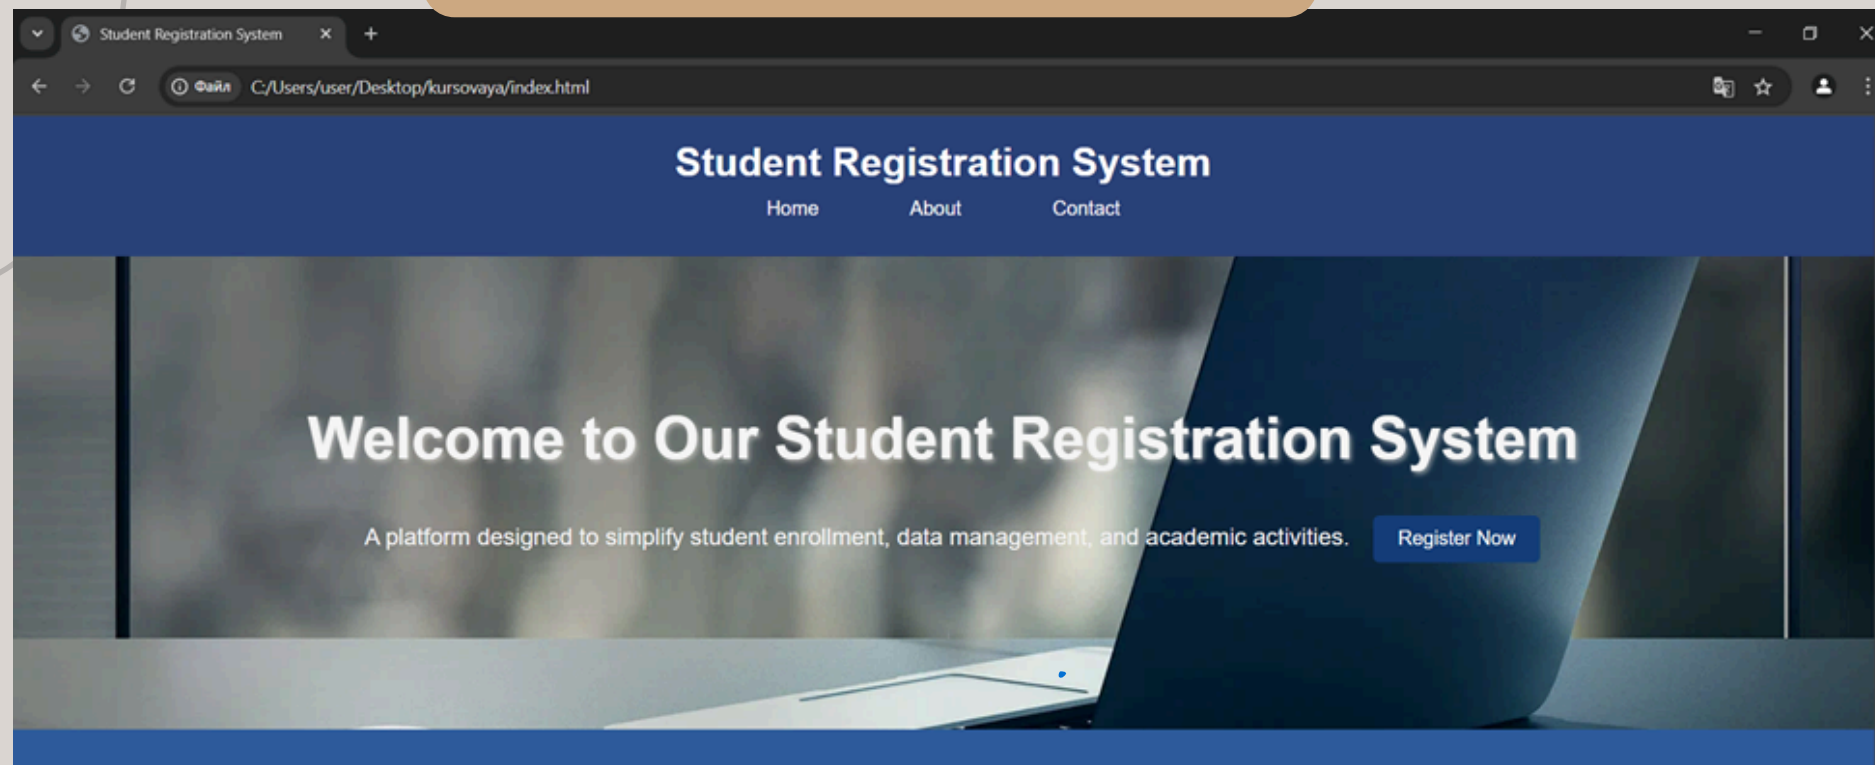 Student Registration System
Файл C:/Users/user/Desktop/kursovaya/index.html
Student Registration System
Home About Contact
Welcome to Our Student Registration System
A platform designed to simplify student enrollment, data management, and academic activities. Register Now